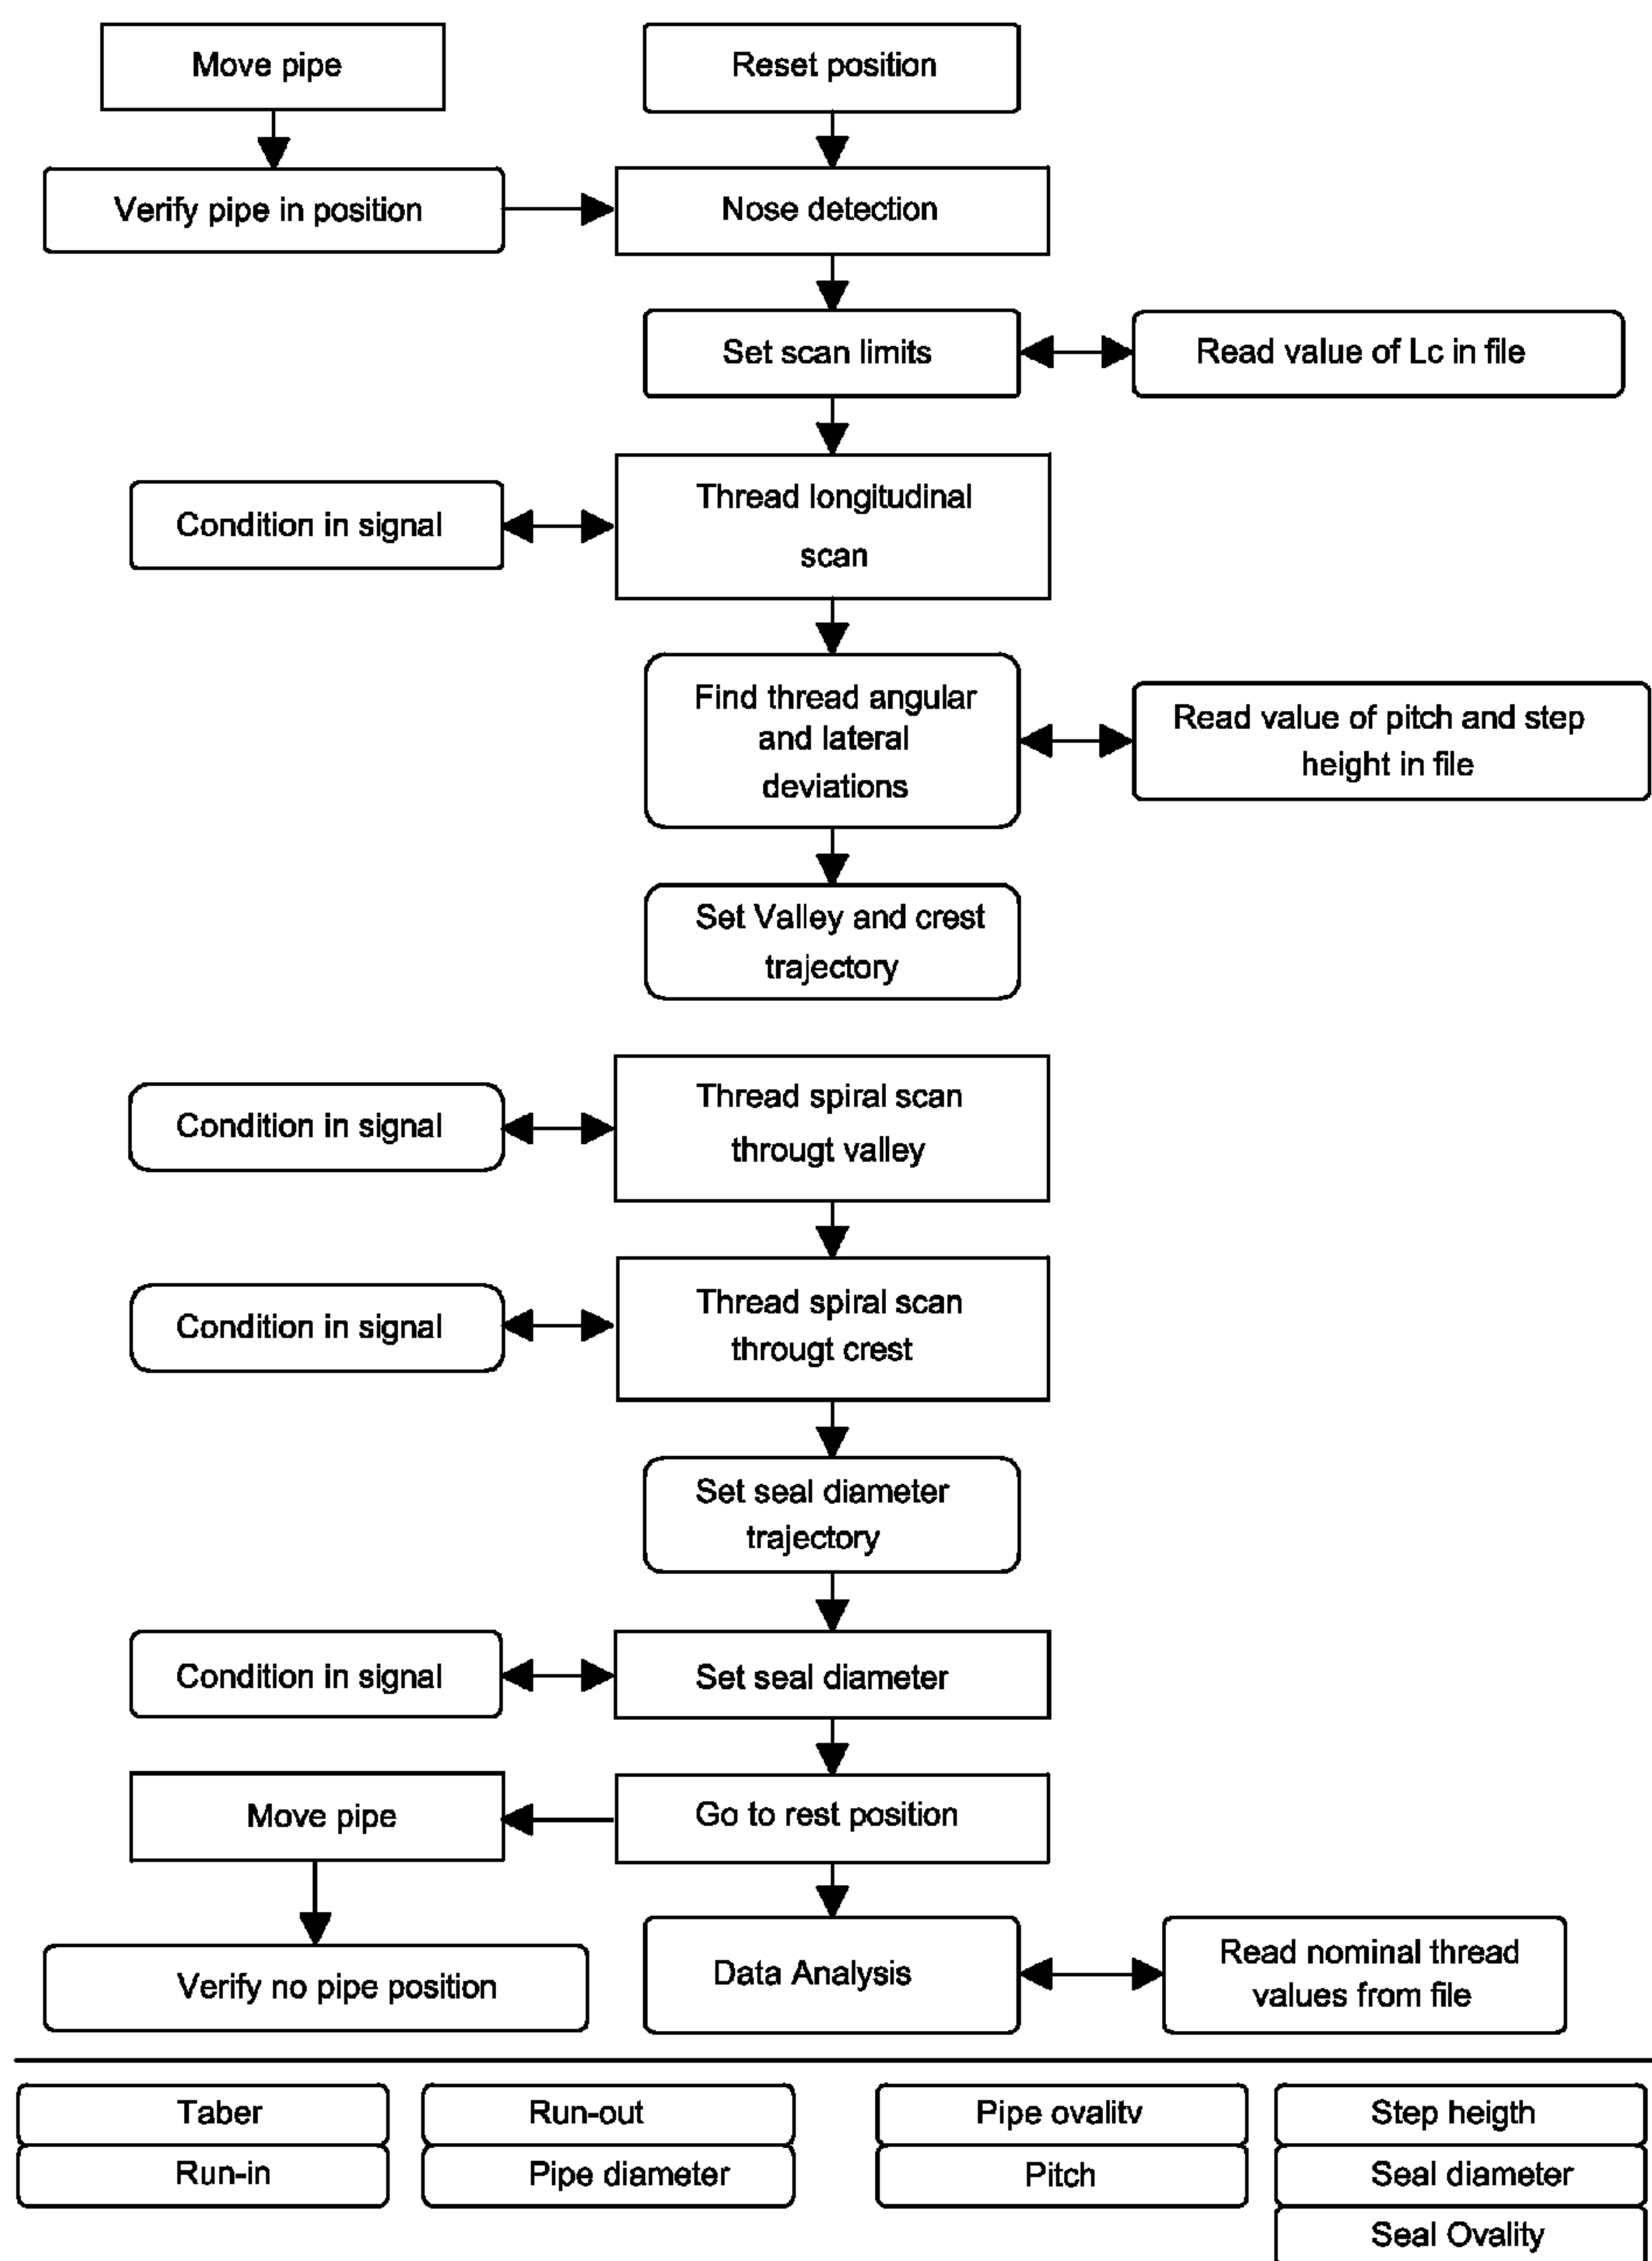 Move pipe
Reset position
Verify pipe in position
Nose detection
Set scan limits
Read value of Lc in file
Thread longitudinal
scan
Condition in signal
Find thread angular
and lateral
deviations
Read value of pitch and step
height in file
Set Valley and crest
trajectory
Condition in signal
Thread spiral scan
througt valley
Condition in signal
Thread spiral scan
througt crest
Set seal diameter
trajectory
Condition in signal
Set seal diameter
Move pipe
Go to rest position
Verify no pipe position
Data Analysis
Read nominal thread
values from file
Taber
Run-out
Pipe ovality
Step heigth
Run-in
Pipe diameter
Pitch
Seal diameter
Seal Ovality